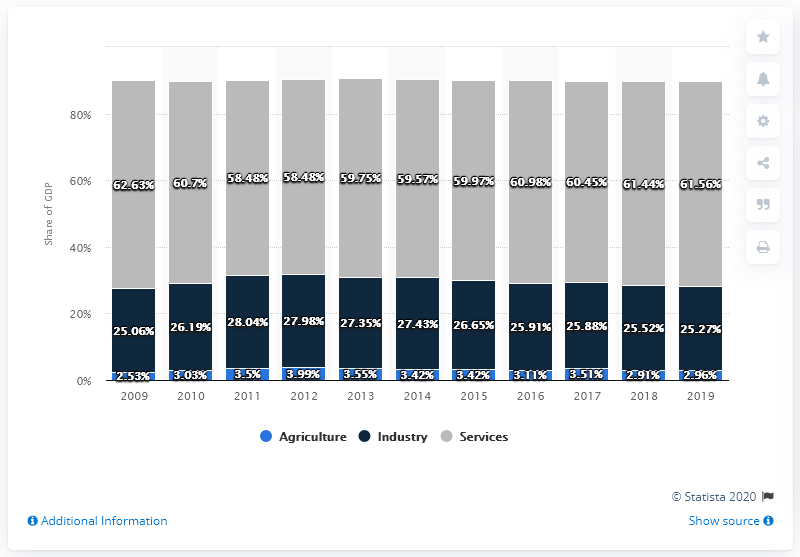 Share of GDP
80%
60%
40%
20%
0%
62.63% 60.7% 58.48% 58.48% 59.75% 59.57% 59.97% 60.98% 60.45% 61.44% 61.56%
25.06% 26.19% 28.04% 27.98% 27.35% 27.43% 26.65% 25.91% 25.88% 25.52% 25.27%
2.53% 3.03% 3.5% 3.99% 3.55% 3.42% 3.42% 3.11% 3.51% 2.91% 2.96%
2009 2010 2011 2012 2013 2014 2015 2016 2017 2018 2019
Agriculture Industry Services
© Statista 2020
Additional Information Show source